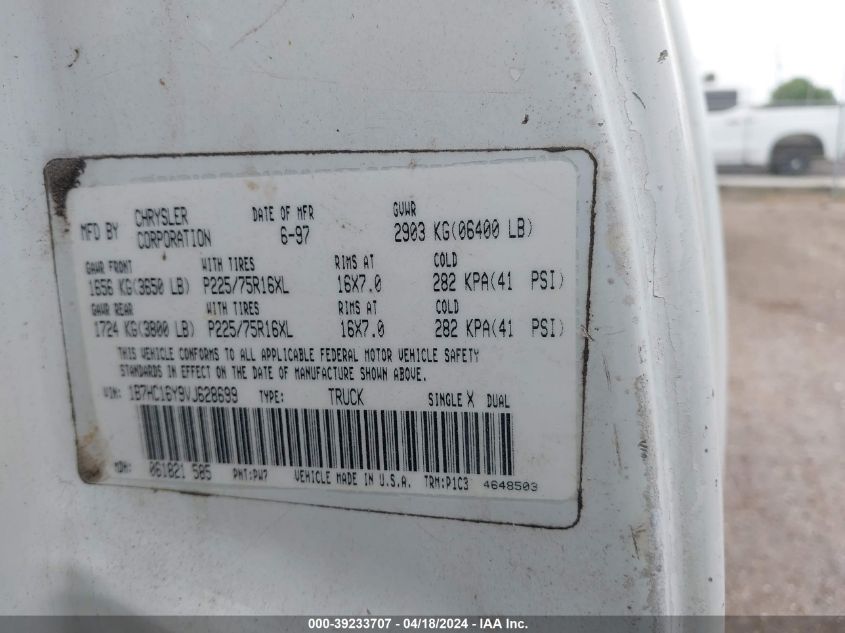 MFD BY CHRYSLER CORPORATION DATE OF MFR 6-97 GVWR 2903 KG(06400 LB)
GAWR FRONT WITH TIRES RIMS AT COLD
1656 KG(3650 LB) P225/75R16XL 16X7.0 282 KPA(41 PSI)
GAWR REAR WITH TIRES RIMS AT COLD
1724 KG(3800 LB) P225/75R16XL 16X7.0 282 KPA(41 PSI)
THIS VEHICLE CONFORMS TO ALL APPLICABLE FEDERAL MOTOR VEHICLE SAFETY
STANDARDS IN EFFECT ON THE DATE OF MANUFACTURE SHOWN ABOVE.
VIN: 1B7HC16Y9VJ628699 TYPE: TRUCK SINGLE X DUAL
MDH: 061821 585 PNT:PW7 VEHICLE MADE IN U.S.A. TRM:P1C3 4648503
000-39233707 - 04/18/2024 - IAA, Inc.